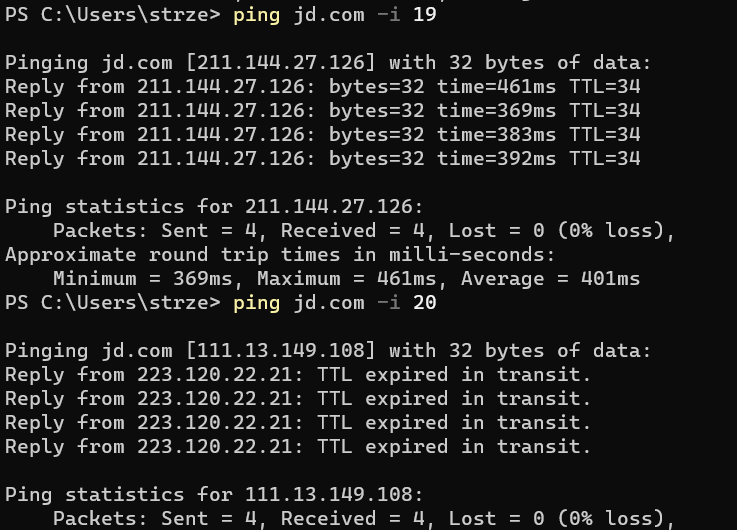 PS C:\Users\strze> ping jd.com -i 19
Pinging jd.com [211.144.27.126] with 32 bytes of data:
Reply from 211.144.27.126: bytes=32 time=461ms TTL=34
Reply from 211.144.27.126: bytes=32 time=369ms TTL=34
Reply from 211.144.27.126: bytes=32 time=383ms TTL=34
Reply from 211.144.27.126: bytes=32 time=392ms TTL=34
Ping statistics for 211.144.27.126:
    Packets: Sent = 4, Received = 4, Lost = 0 (0% loss),
Approximate round trip times in milli-seconds:
    Minimum = 369ms, Maximum = 461ms, Average = 401ms
PS C:\Users\strze> ping jd.com -i 20
Pinging jd.com [111.13.149.108] with 32 bytes of data:
Reply from 223.120.22.21: TTL expired in transit.
Reply from 223.120.22.21: TTL expired in transit.
Reply from 223.120.22.21: TTL expired in transit.
Reply from 223.120.22.21: TTL expired in transit.
Ping statistics for 111.13.149.108:
    Packets: Sent = 4, Received = 4, Lost = 0 (0% loss),